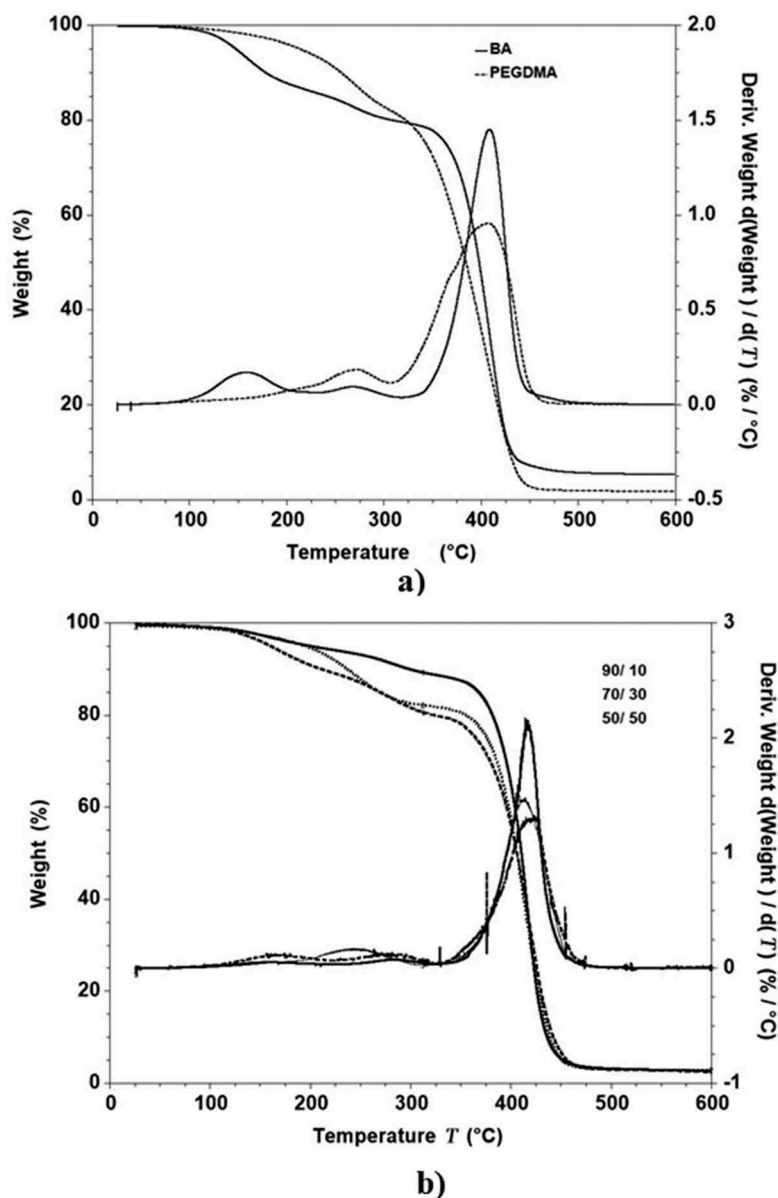 100
80
60
40
20
0
Weight (%)
BA
PEGDMA
2.0
1.5
1.0
0.5
0.0
-0.5
Deriv. Weight d(Weight ) / d( T ) (% / °C)
0 100 200 300 400 500 600
Temperature (°C)
a)
100
80
60
40
20
0
Weight (%)
90/ 10
70/ 30
50/ 50
3
2
1
0
-1
Deriv. Weight d(Weight ) / d( T ) (% / °C)
0 100 200 300 400 500 600
Temperature T (°C)
b)